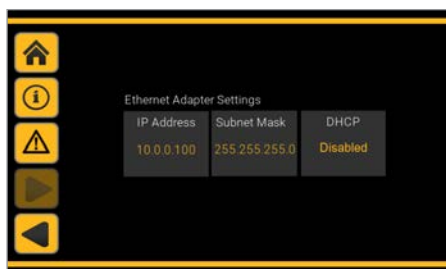 Ethernet Adapter Settings
IP Address Subnet Mask DHCP
10.0.0.100 255.255.255.0 Disabled